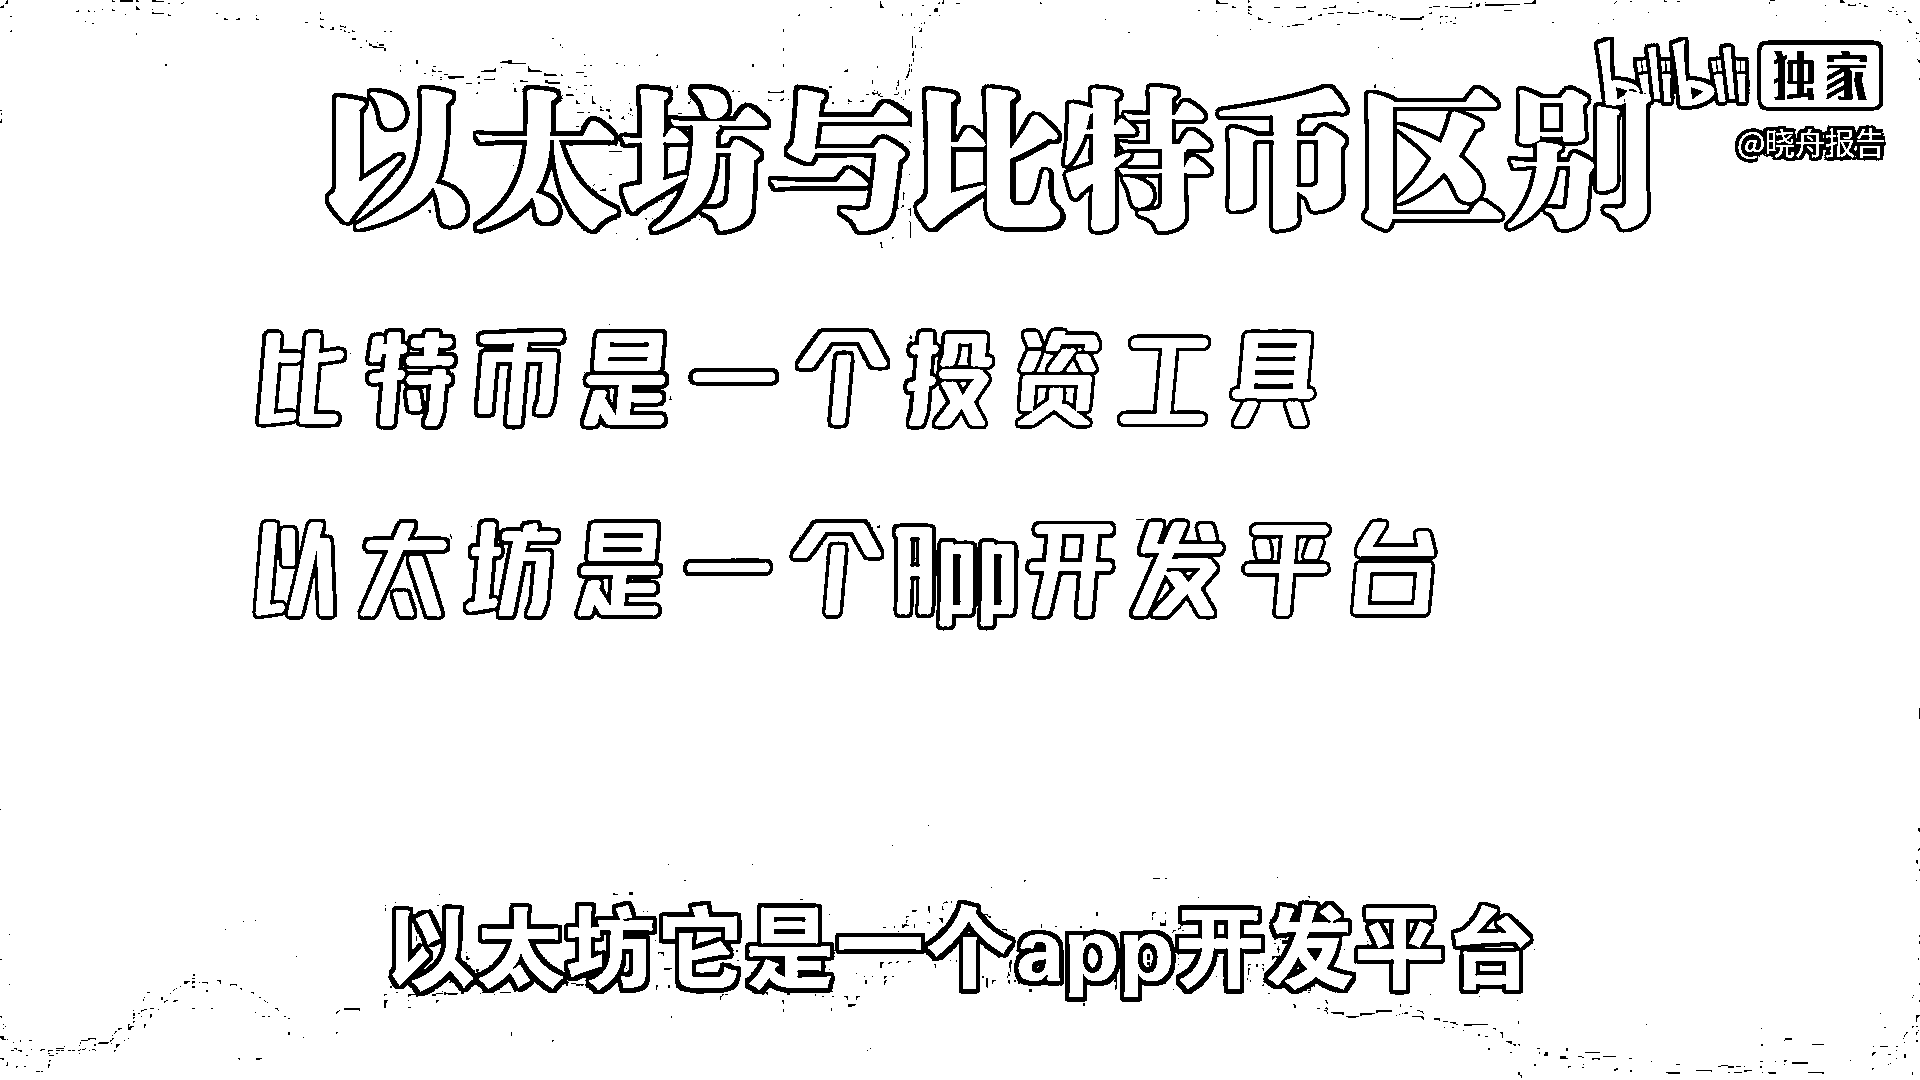 以太坊与比特币区别
bilibili 独家
@晓舟报告
比特币是一个投资工具
以太坊是一个App开发平台
以太坊它是一个app开发平台